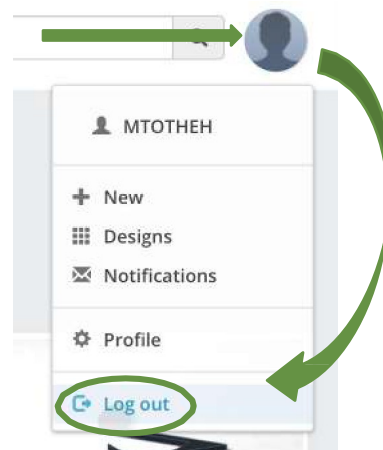 MTOTHEH
New
Designs
Notifications
Profile
Log out